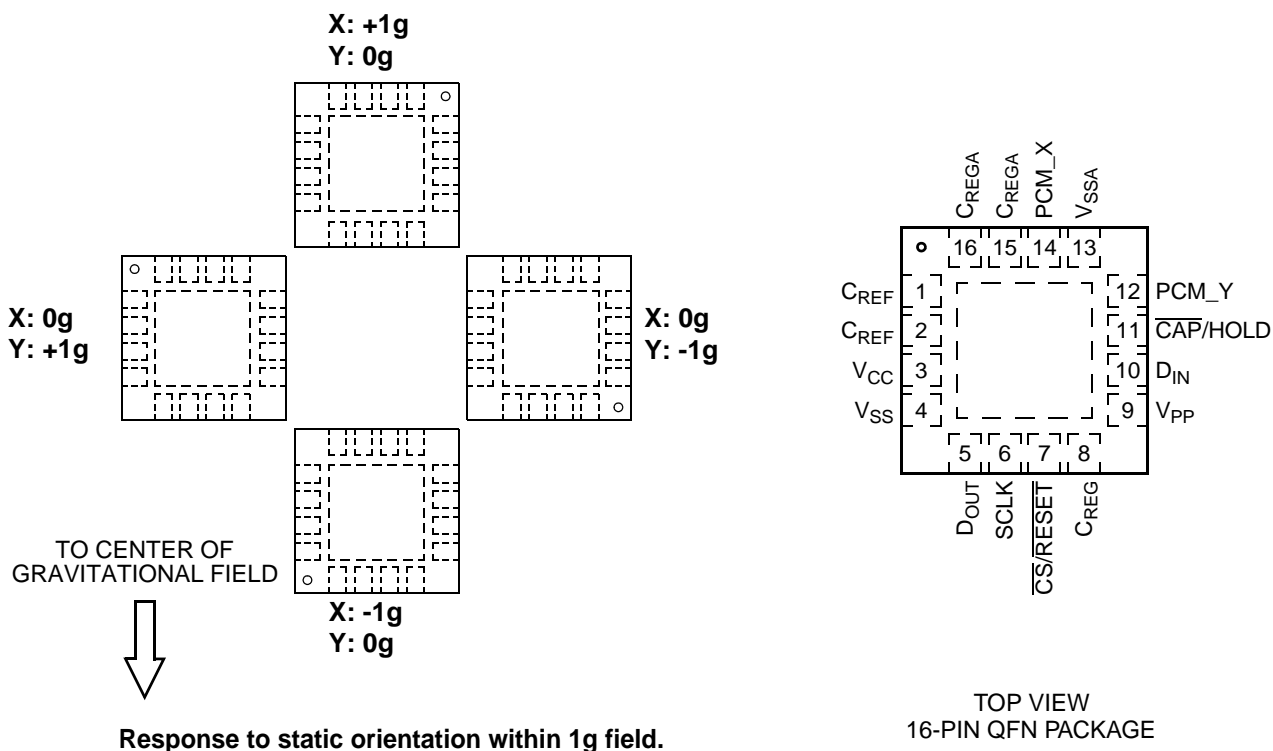 X: +1g
Y: 0g
X: 0g
Y: +1g
X: 0g
Y: -1g
X: -1g
Y: 0g
TO CENTER OF
GRAVITATIONAL FIELD
Response to static orientation within 1g field.
CREGA
CREGA
PCM_X
VSSA
16
15
14
13
CREF 1
CREF 2
VCC 3
VSS 4
12 PCM_Y
11 CAP/HOLD
10 DIN
9 VPP
5
6
7
8
DOUT
SCLK
CS/RESET
CREG
TOP VIEW
16-PIN QFN PACKAGE